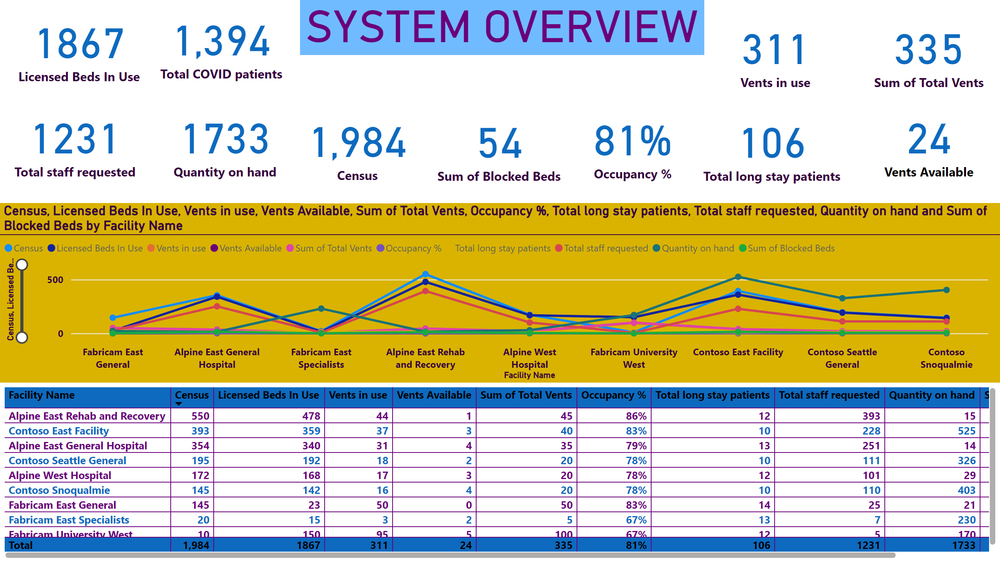 SYSTEM OVERVIEW
1867
Licensed Beds In Use
1,394
Total COVID patients
311
Vents in use
335
Sum of Total Vents
1231
Total staff requested
1733
Quantity on hand
1,984
Census
54
Sum of Blocked Beds
81%
Occupancy %
106
Total long stay patients
24
Vents Available
Census, Licensed Beds In Use, Vents in use, Vents Available, Sum of Total Vents, Occupancy %, Total long stay patients, Total staff requested, Quantity on hand and Sum of
Blocked Beds by Facility Name
Census Licensed Beds In Use Vents in use Vents Available Sum of Total Vents Occupancy % Total long stay patients Total staff requested Quantity on hand Sum of Blocked Beds
Census, Licensed Be...
500
0
Fabricam East
General
Alpine East General
Hospital
Fabricam East
Specialists
Alpine East Rehab
and Recovery
Alpine West
Hospital
Fabricam University
West
Contoso East Facility
Contoso Seattle
General
Contoso
Snoqualmie
Facility Name
Facility Name Census Licensed Beds In Use Vents in use Vents Available Sum of Total Vents Occupancy % Total long stay patients Total staff requested Quantity on hand S
Alpine East Rehab and Recovery 550 478 44 1 45 86% 12 393 15
Contoso East Facility 393 359 37 3 40 83% 10 228 525
Alpine East General Hospital 354 340 31 4 35 79% 13 251 14
Contoso Seattle General 195 192 18 2 20 78% 10 111 326
Alpine West Hospital 172 168 17 3 20 78% 12 101 29
Contoso Snoqualmie 145 142 16 4 20 78% 10 110 403
Fabricam East General 145 23 50 0 50 83% 14 25 21
Fabricam East Specialists 20 15 3 2 5 67% 13 7 230
Fabricam University West 10 150 95 5 100 67% 12 5 170
Total 1,984 1867 311 24 335 81% 106 1231 1733